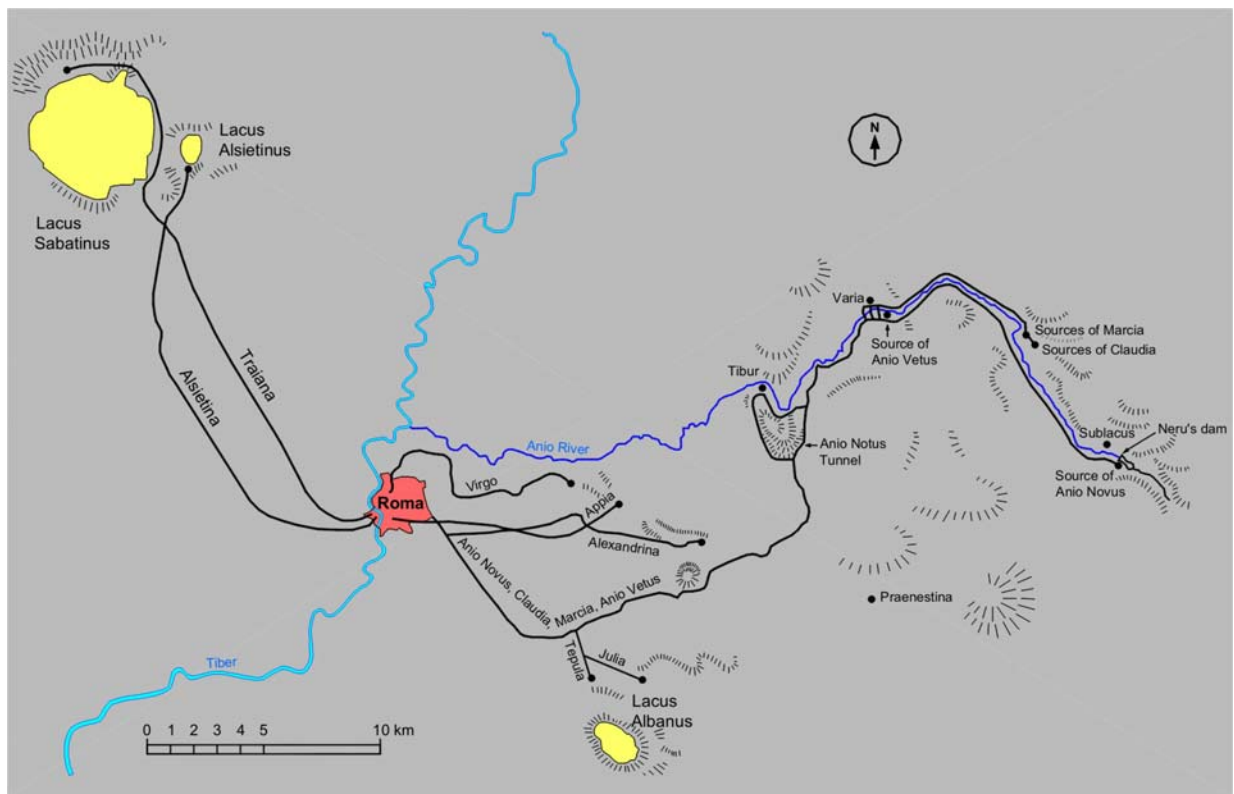 Lacus
Alsietinus
N
Lacus
Sabatinus
Varia
Sources of Marcia
Sources of Claudia
Source of
Anio Vetus
Traiana
Alsietina
Tibur
Anio River
Anio Notus
Tunnel
Sublacus
Neru's dam
Source of
Anio Novus
Virgo
Roma
Appia
Alexandrina
Anio Novus, Claudia, Marcia, Anio Vetus
Praenestina
Tiber
Tepula
Julia
Lacus
Albanus
0 1 2 3 4 5 10 km